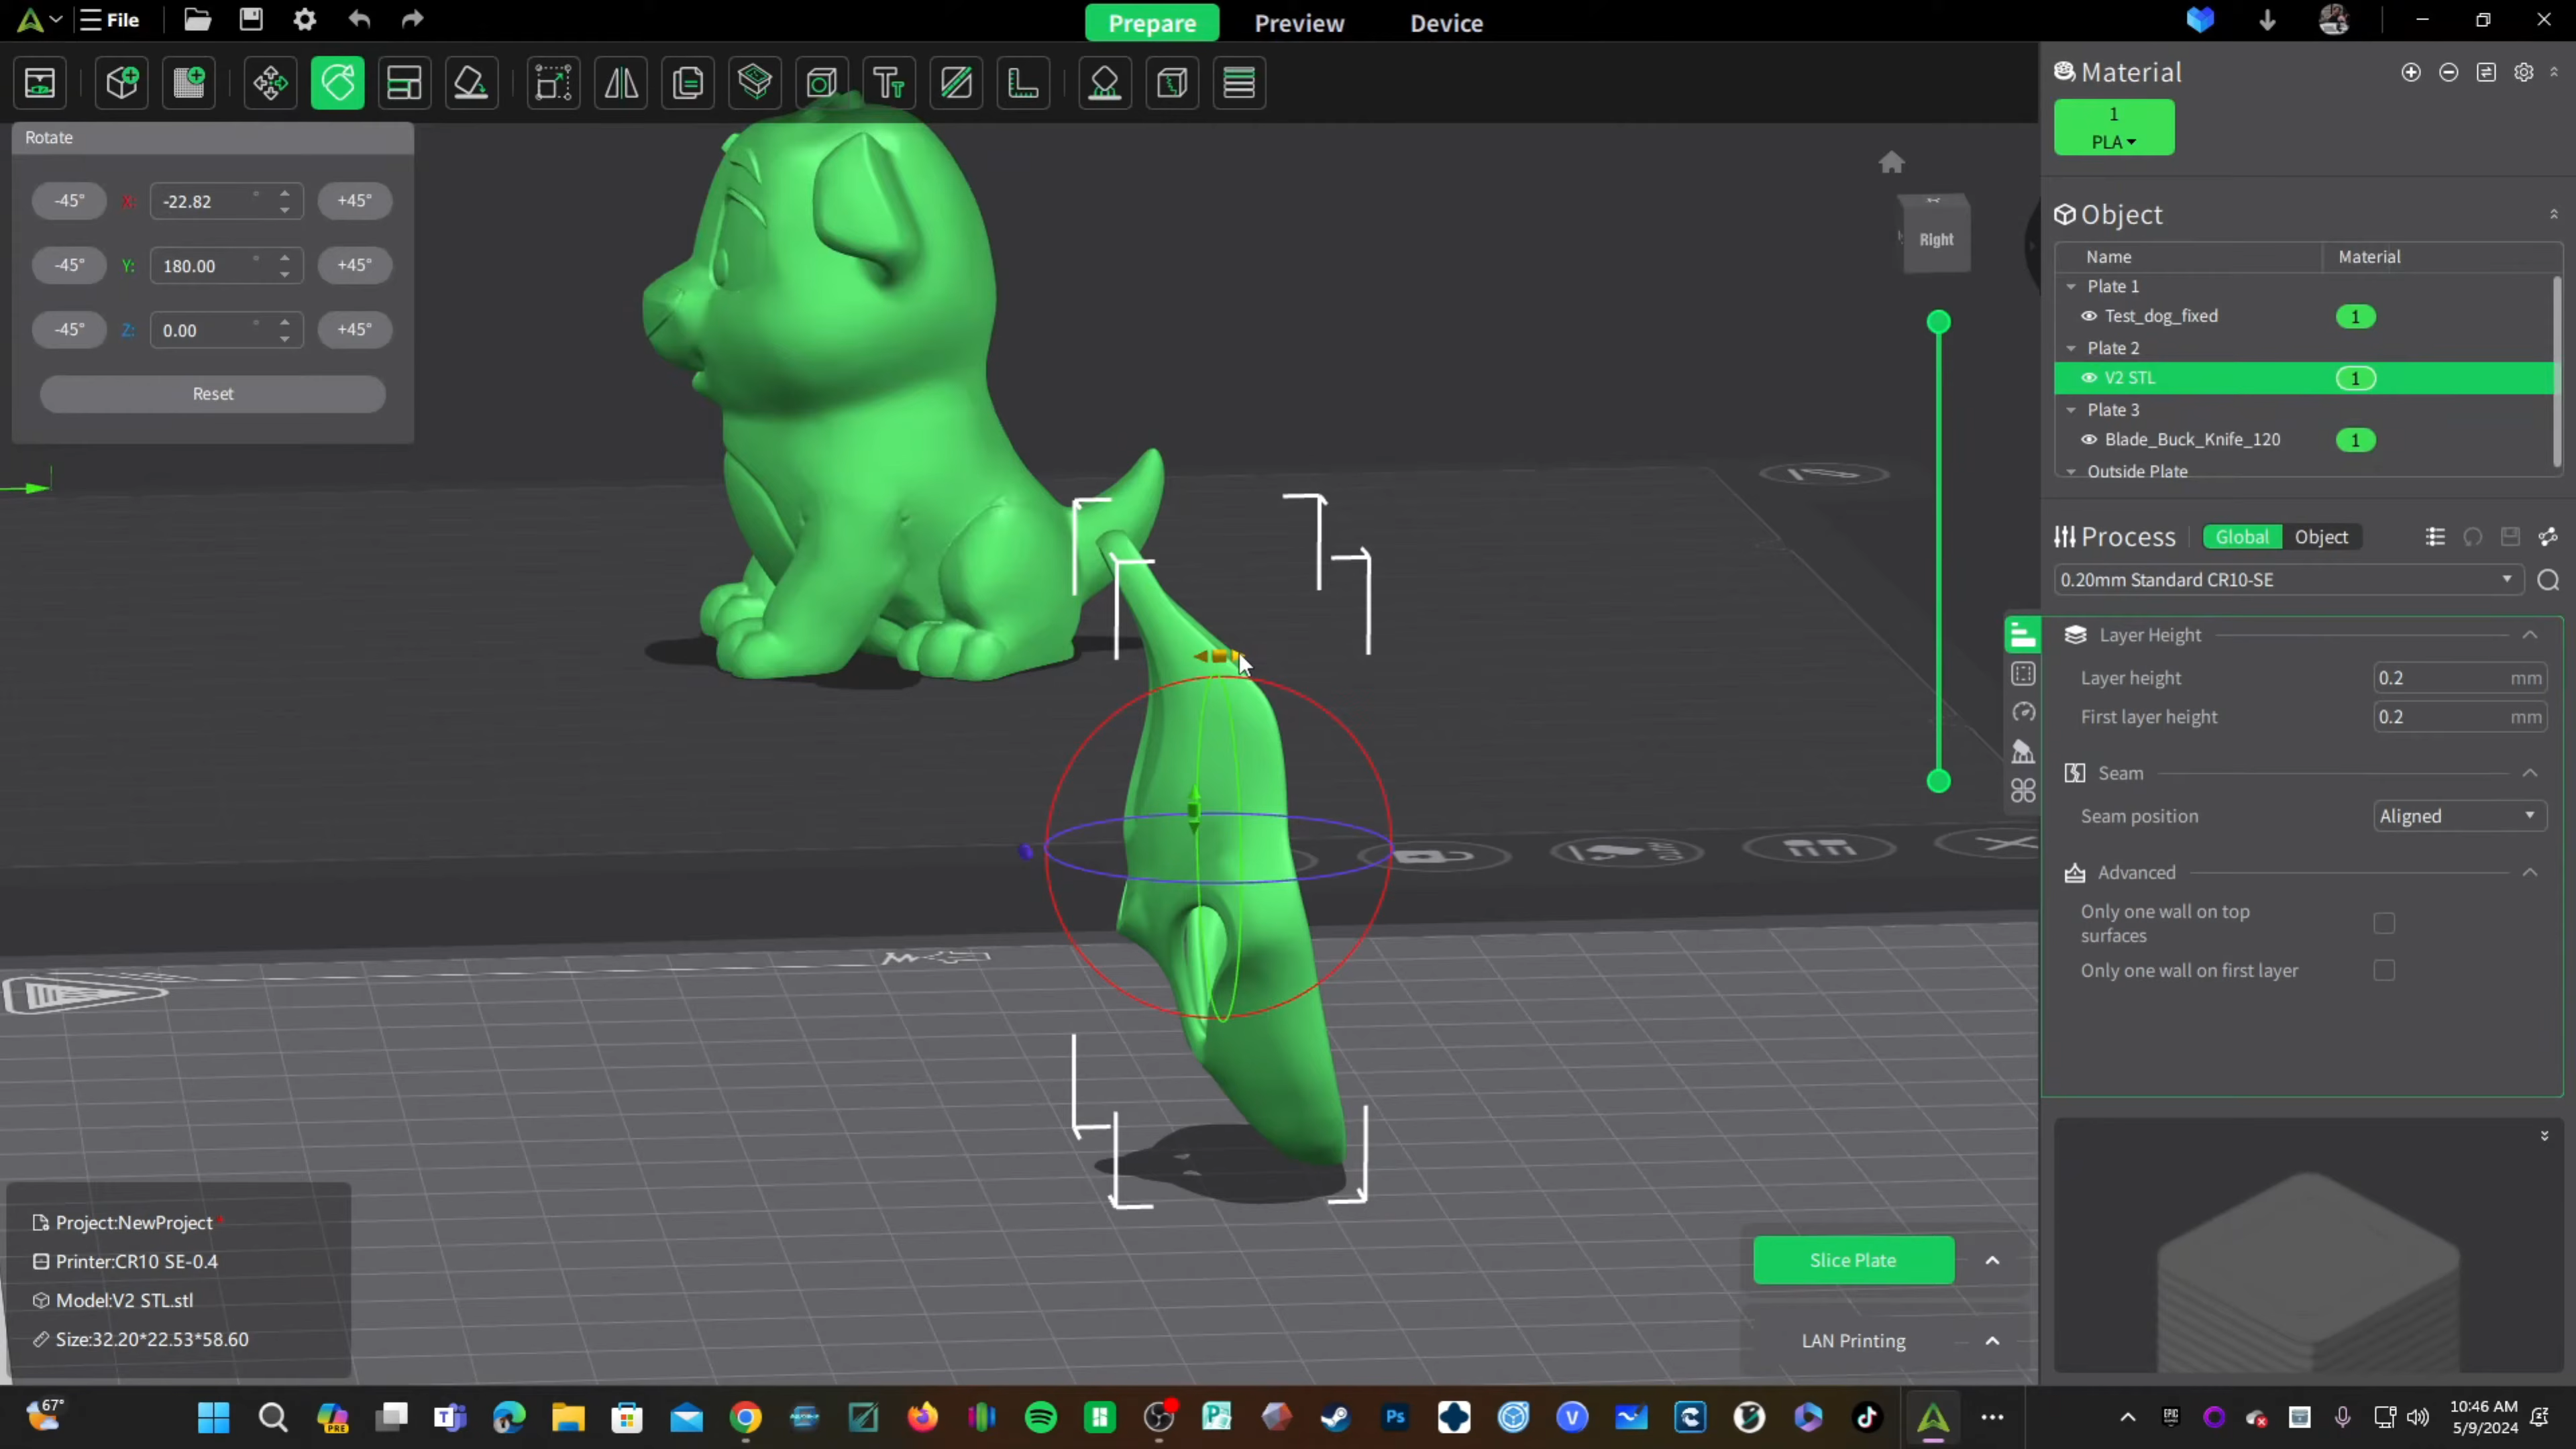 File
Prepare
Preview
Device
Rotate
-45° X: -22.82 ° +45°
-45° Y: 180.00 ° +45°
-45° Z: 0.00 ° +45°
Reset
Right
Material
1
PLA
Object
Name Material
Plate 1
Test_dog_fixed 1
Plate 2
V2 STL 1
Plate 3
Blade_Buck_Knife_120 1
Outside Plate
Process Global Object
0.20mm Standard CR10-SE
Layer Height
Layer height 0.2 mm
First layer height 0.2 mm
Seam
Seam position Aligned
Advanced
Only one wall on top
surfaces
Only one wall on first layer
AUTO
Project:NewProject *
Printer:CR10 SE-0.4
Model:V2 STL.stl
Size:32.20*22.53*58.60
Slice Plate
LAN Printing
67°
PRE
Ps
V
EPIC
10:46 AM
5/9/2024